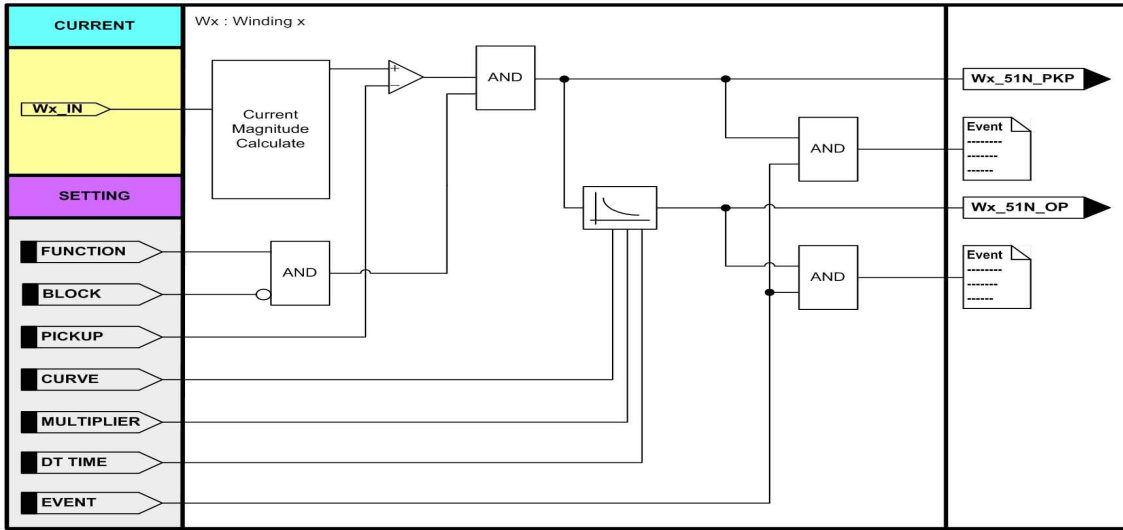 CURRENT
Wx : Winding x
Wx_IN
Current
Magnitude
Calculate
+
−
AND
Wx_51N_PKP
AND
Event
--------
-------
------
SETTING
Wx_51N_OP
FUNCTION
AND
BLOCK
AND
Event
--------
-------
------
PICKUP
CURVE
MULTIPLIER
DT TIME
EVENT